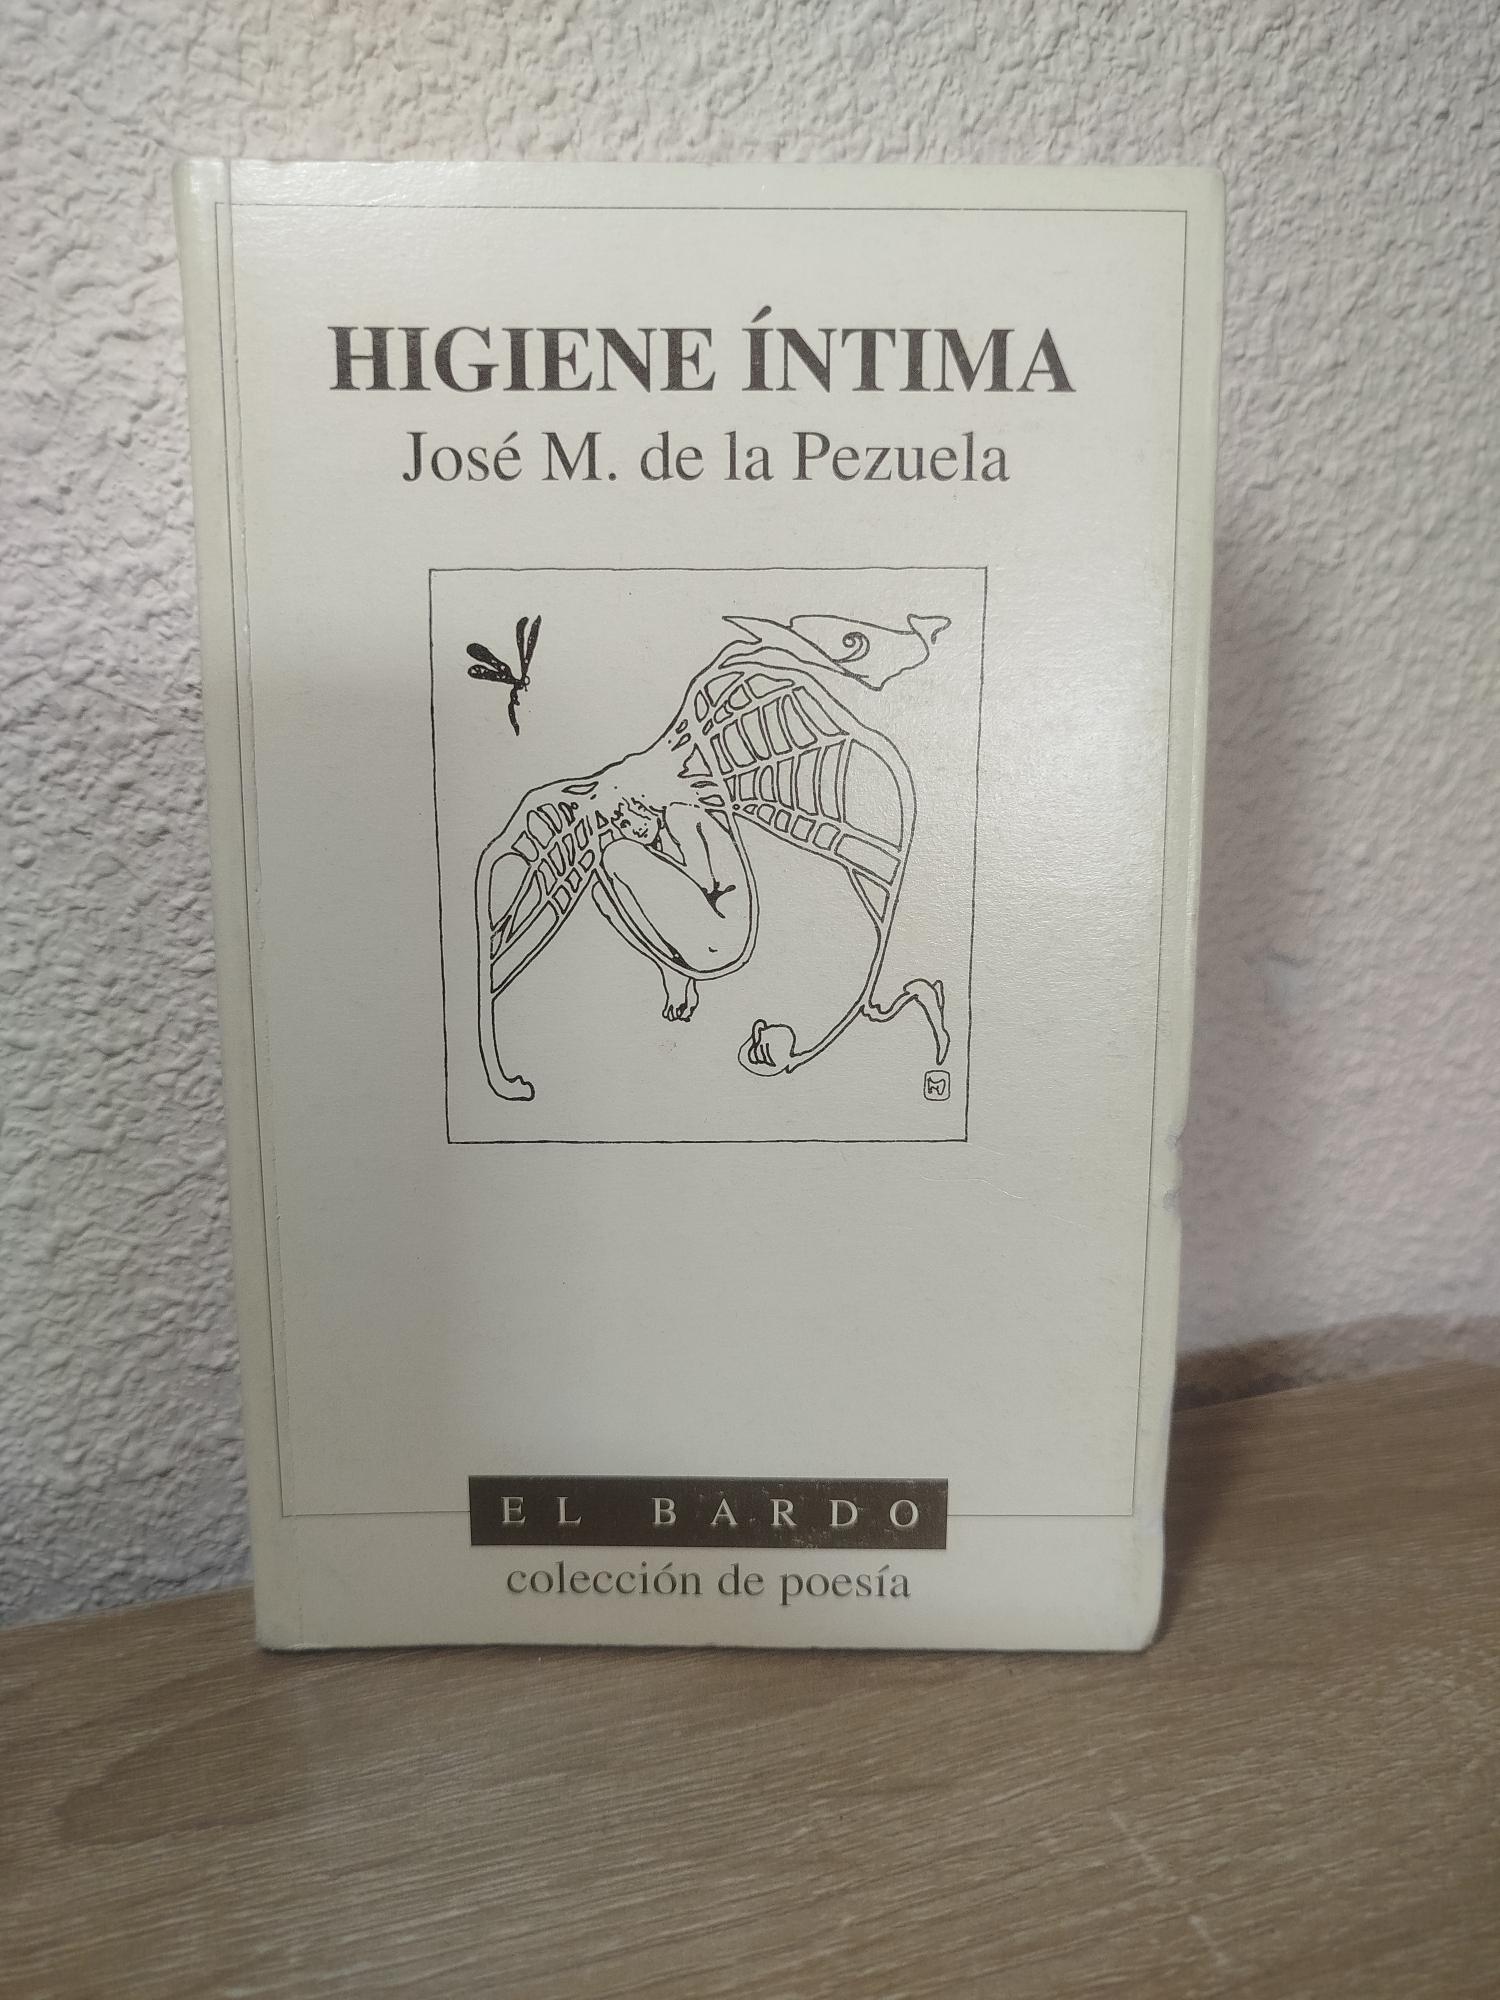 HIGIENE ÍNTIMA
José M. de la Pezuela
EL BARDO
colección de poesía